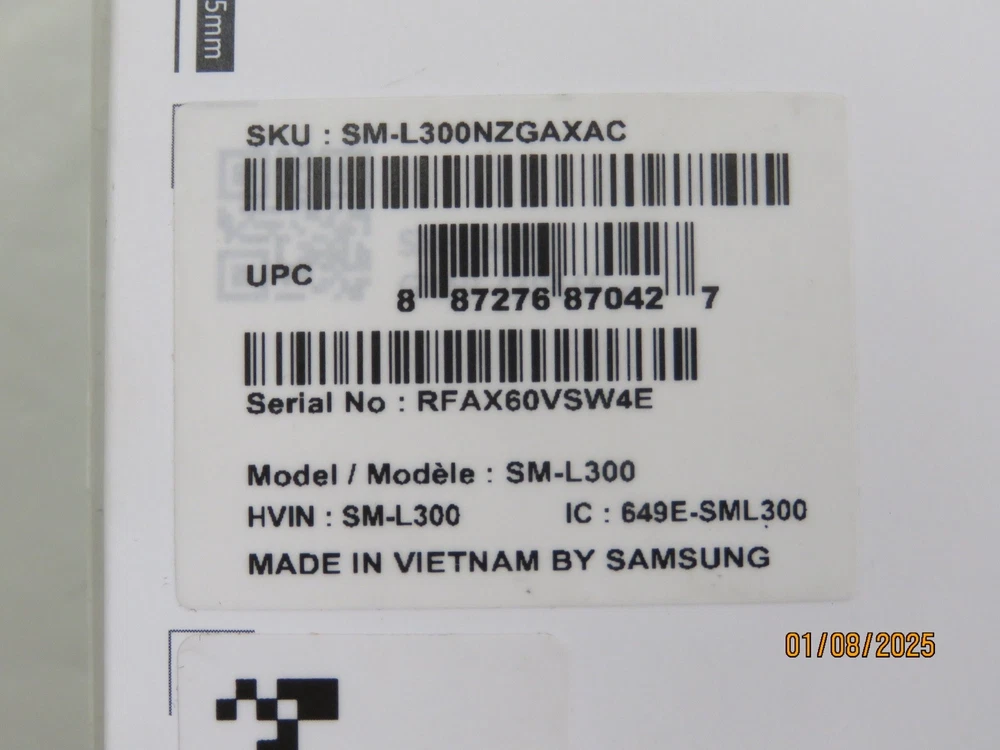 5mm
SKU : SM-L300NZGAXAC
UPC
8 87276 87042 7
Serial No : RFAX60VSW4E
Model / Modèle : SM-L300
HVIN : SM-L300 IC : 649E-SML300
MADE IN VIETNAM BY SAMSUNG
01/08/2025